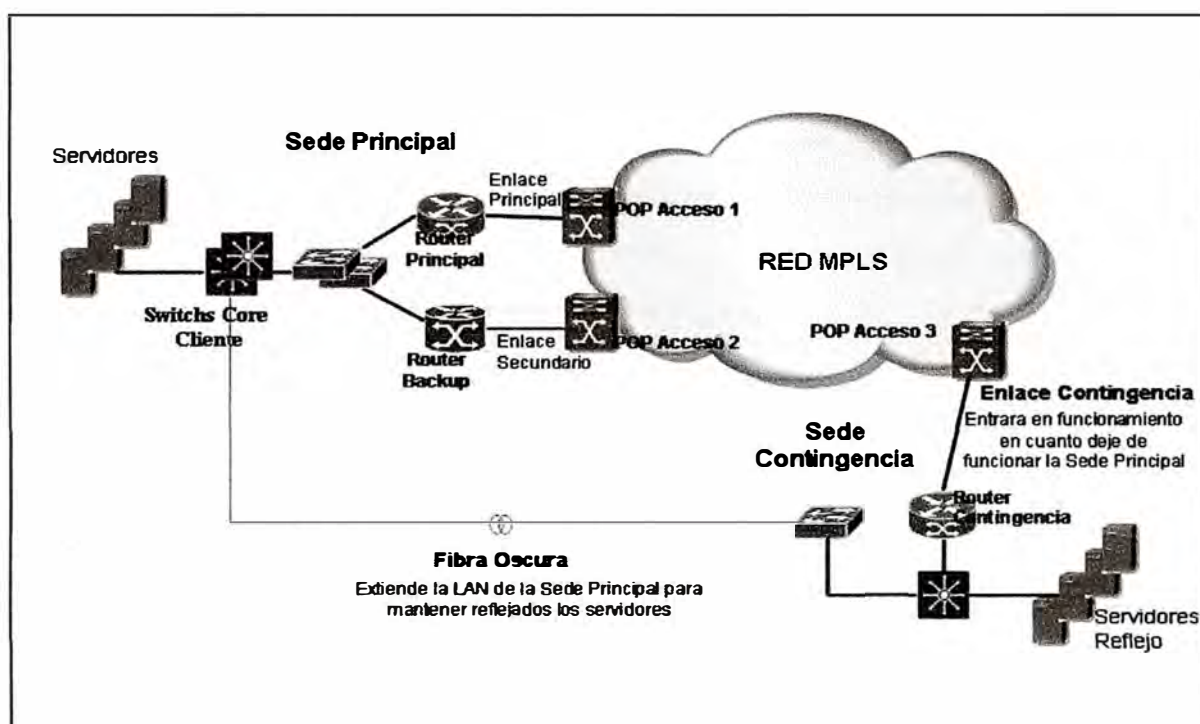 Servidores
Sede Principal
Enlace
Principal
POP Acceso 1
Router
Principal
RED MPLS
Switchs Core
Cliente
Enlace
Secundario
POP Acceso 2
Router
Backup
POP Acceso 3
Enlace Contingencia
Entrara en funcionamiento
en cuanto deje de
funcionar la Sede Principal
Sede
Contingencia
Router
Contingencia
Fibra Oscura
Extiende la LAN de la Sede Principal para
mantener reflejados los servidores
Servidores
Reflejo